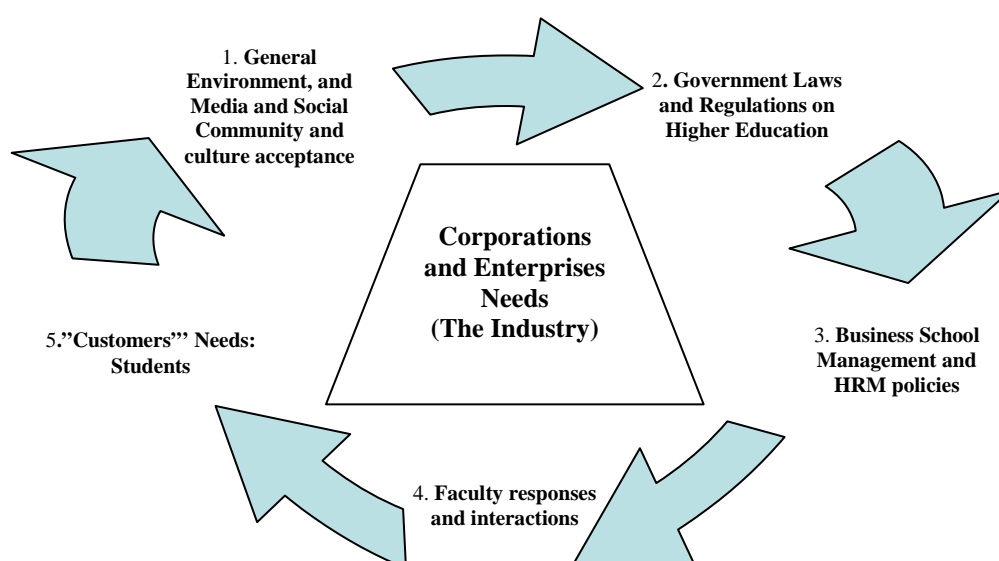 1. General
Environment, and
Media and Social
Community and
culture acceptance
2. Government Laws
and Regulations on
Higher Education
Corporations
and Enterprises
Needs
(The Industry)
3. Business School
Management and
HRM policies
4. Faculty responses
and interactions
5.”Customers”’ Needs:
Students